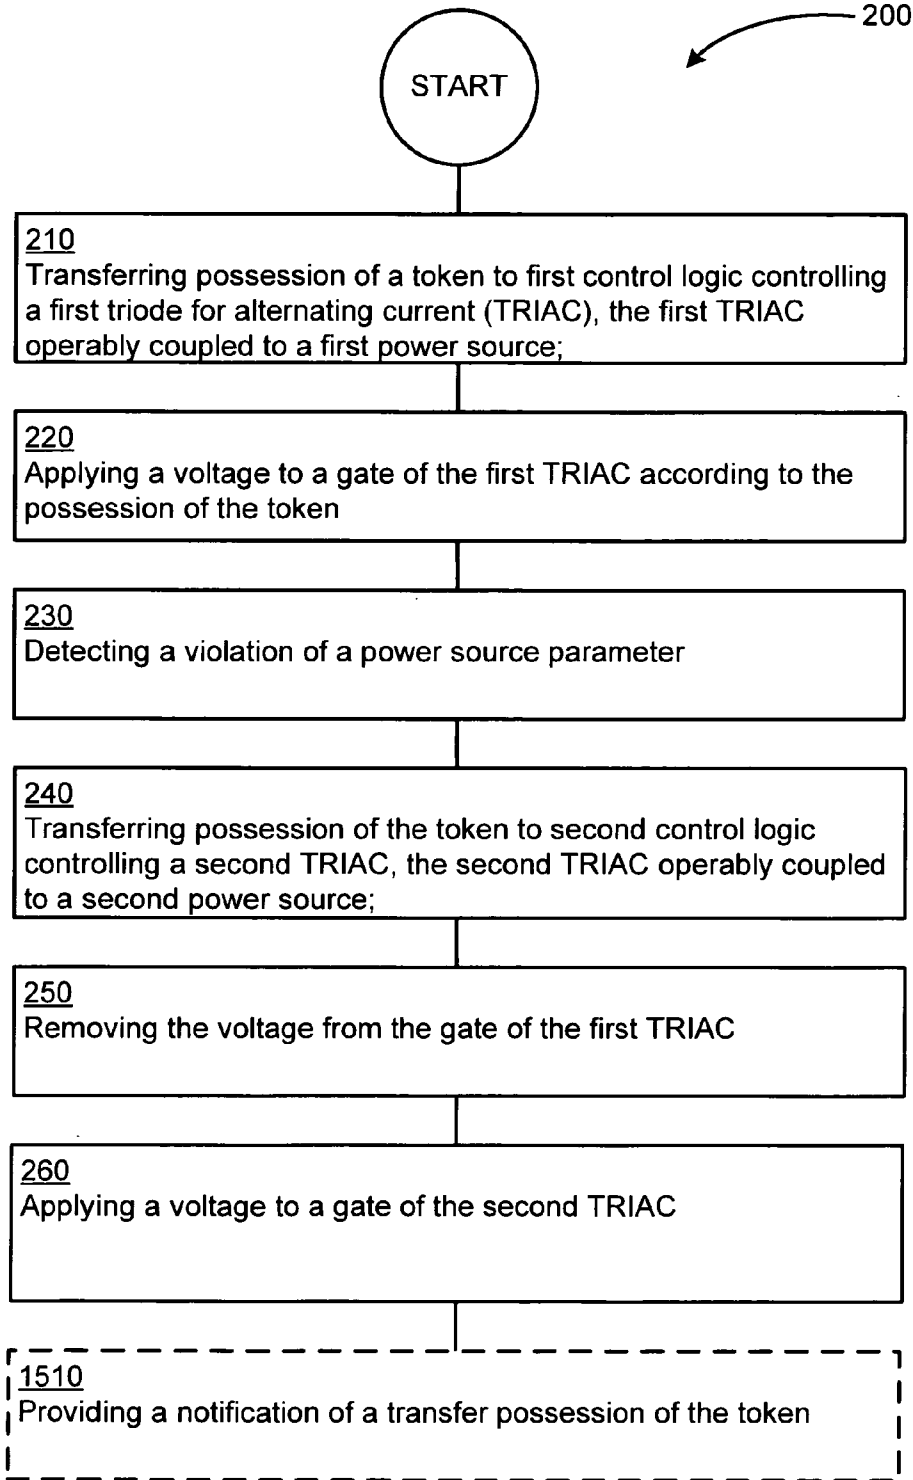 200
START
210
Transferring possession of a token to first control logic controlling
a first triode for alternating current (TRIAC), the first TRIAC
operably coupled to a first power source;
220
Applying a voltage to a gate of the first TRIAC according to the
possession of the token
230
Detecting a violation of a power source parameter
240
Transferring possession of the token to second control logic
controlling a second TRIAC, the second TRIAC operably coupled
to a second power source;
250
Removing the voltage from the gate of the first TRIAC
260
Applying a voltage to a gate of the second TRIAC
1510
Providing a notification of a transfer possession of the token